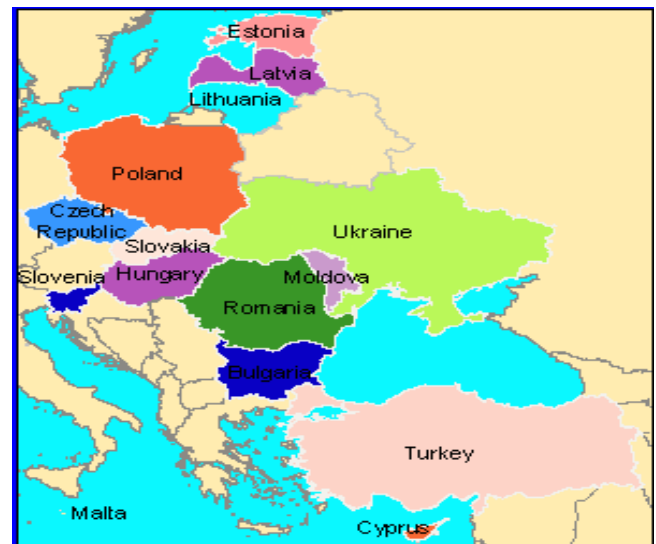 Estonia
Latvia
Lithuania
Poland
Czech
Republic
Slovakia
Ukraine
Slovenia
Hungary
Moldova
Romania
Bulgaria
Turkey
Malta
Cyprus